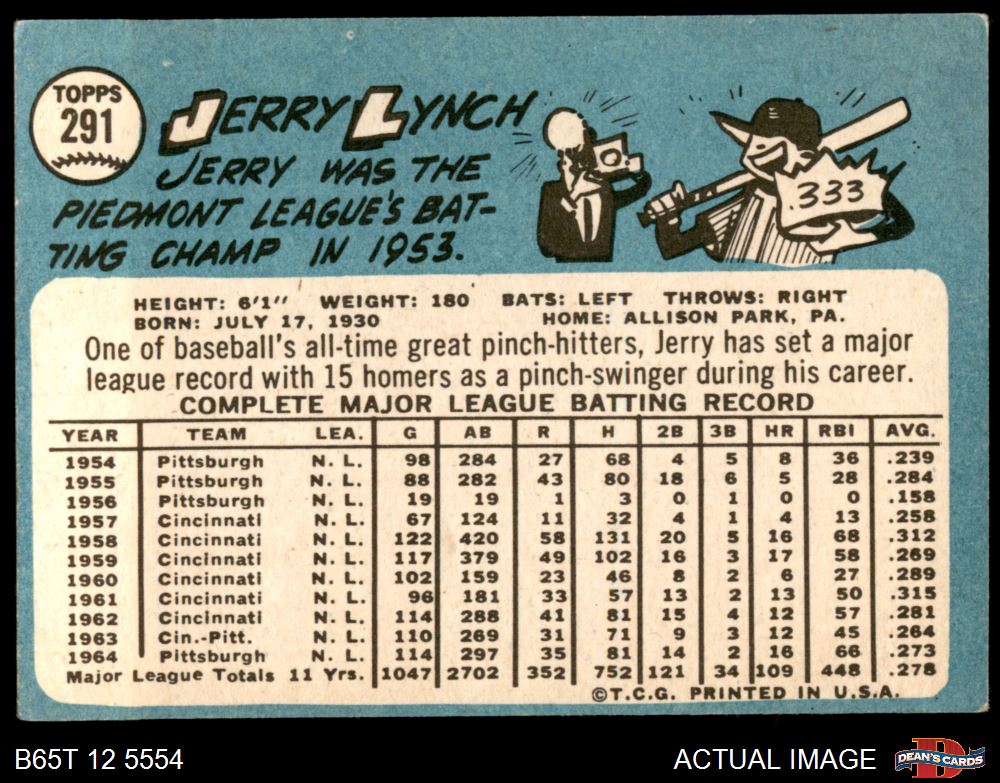 TOPPS
291
JERRY LYNCH
JERRY WAS THE
PIEDMONT LEAGUE'S BAT-
TING CHAMP IN 1953.
.333
HEIGHT: 6'1" WEIGHT: 180 BATS: LEFT THROWS: RIGHT
BORN: JULY 17, 1930 HOME: ALLISON PARK, PA.
One of baseball's all-time great pinch-hitters, Jerry has set a major
league record with 15 homers as a pinch-swinger during his career.
COMPLETE MAJOR LEAGUE BATTING RECORD
YEAR TEAM LEA. G AB R H 2B 3B HR RBI AVG.
1954 Pittsburgh N. L. 98 284 27 68 4 5 8 36 .239
1955 Pittsburgh N. L. 88 282 43 80 18 6 5 28 .284
1956 Pittsburgh N. L. 19 19 1 3 0 1 0 0 .158
1957 Cincinnati N. L. 67 124 11 32 4 1 4 13 .258
1958 Cincinnati N. L. 122 420 58 131 20 5 16 68 .312
1959 Cincinnati N. L. 117 379 49 102 16 3 17 58 .269
1960 Cincinnati N. L. 102 159 23 46 8 2 6 27 .289
1961 Cincinnati N. L. 96 181 33 57 13 2 13 50 .315
1962 Cincinnati N. L. 114 288 41 81 15 4 12 57 .281
1963 Cin.-Pitt. N. L. 110 269 31 71 9 3 12 45 .264
1964 Pittsburgh N. L. 114 297 35 81 14 2 16 66 .273
Major League Totals 11 Yrs. 1047 2702 352 752 121 34 109 448 .278
©T.C.G. PRINTED IN U.S.A.
B65T 12 5554 ACTUAL IMAGE DEAN'S CARDS